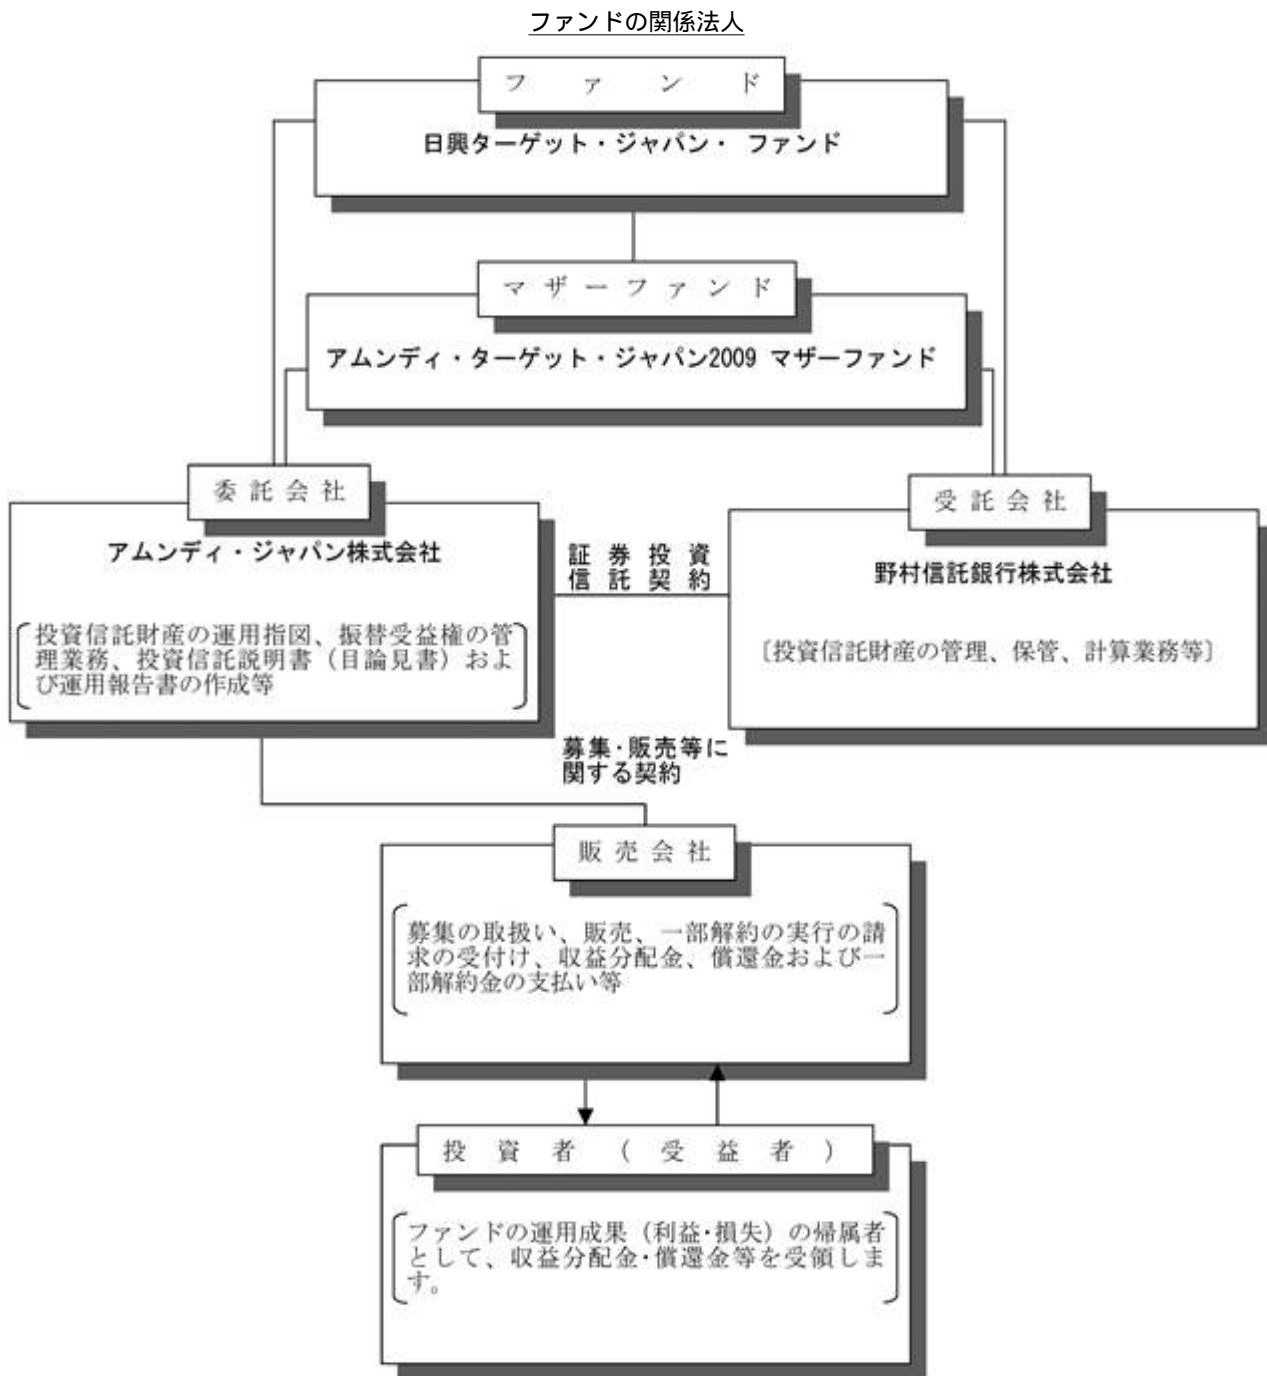 ファンドの関係法人
ファンド
日興ターゲット・ジャパン・ ファンド
マザーファンド
アムンディ・ターゲット・ジャパン2009 マザーファンド
委託会社
アムンディ・ジャパン株式会社
投資信託財産の運用指図、振替受益権の管
理業務、投資信託説明書（目論見書）およ
び運用報告書の作成等
証券投資
信託契約
受託会社
野村信託銀行株式会社
〔投資信託財産の管理、保管、計算業務等〕
募集・販売等に
関する契約
販売会社
募集の取扱い、販売、一部解約の実行の請
求の受付け、収益分配金、償還金および一
部解約金の支払い等
投資者（受益者）
ファンドの運用成果（利益・損失）の帰属者
として、収益分配金・償還金等を受領しま
す。